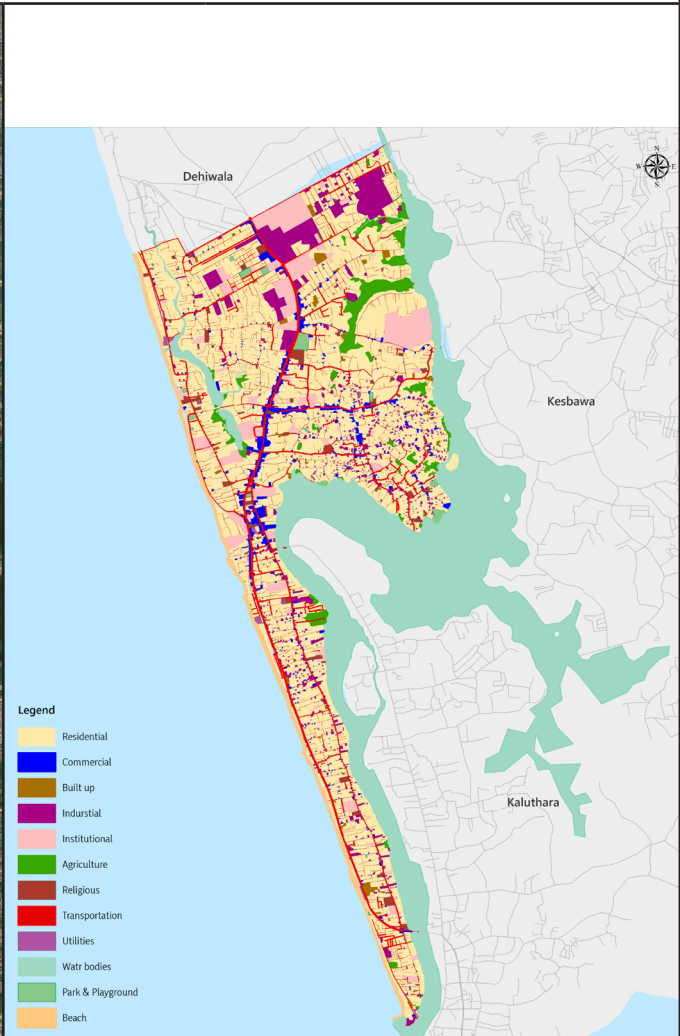 Dehiwala
N
W E
S
Kesbawa
Kaluthara
Legend
Residential
Commercial
Built up
Indurstial
Institutional
Agriculture
Religious
Transportation
Utilities
Watr bodies
Park & Playground
Beach